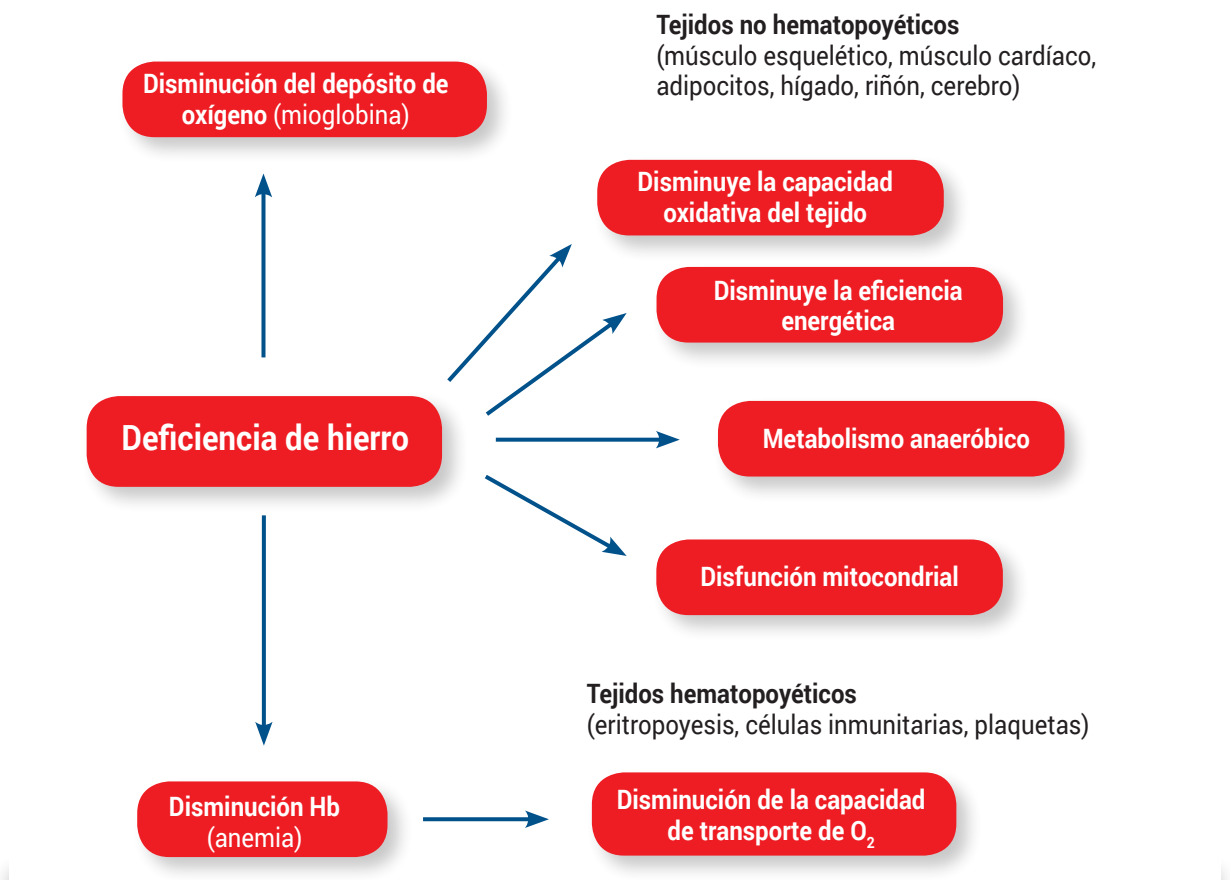 Tejidos no hematopoyéticos
(músculo esquelético, músculo cardíaco,
adipocitos, hígado, riñón, cerebro)
Disminución del depósito de
oxígeno (mioglobina)
Disminuye la capacidad
oxidativa del tejido
Disminuye la eficiencia
energética
Deficiencia de hierro
Metabolismo anaeróbico
Disfunción mitocondrial
Tejidos hematopoyéticos
(eritropoyesis, células inmunitarias, plaquetas)
Disminución Hb
(anemia)
Disminución de la capacidad
de transporte de O₂